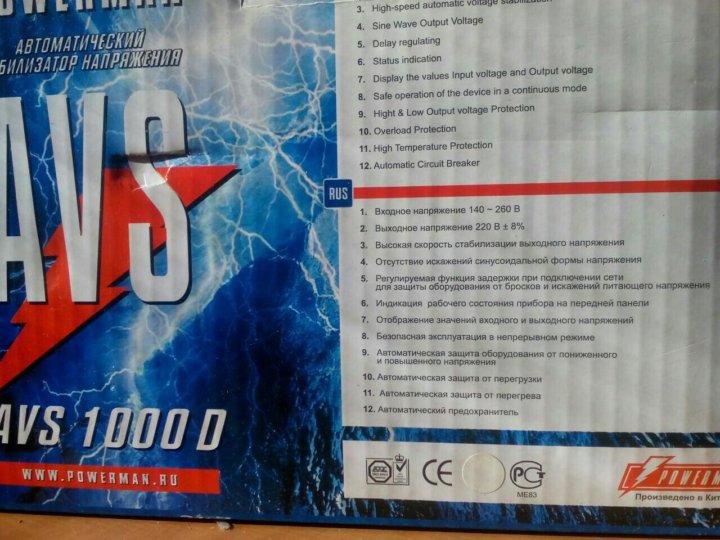 POWERMAN
АВТОМАТИЧЕСКИЙ
БИЛИЗАТОР НАПРЯЖЕНИЯ
AVS
AVS 1000 D
WWW.POWERMAN.RU
3. High-speed automatic voltage stabilization
4. Sine Wave Output Voltage
5. Delay regulating
6. Status indication
7. Display the values Input voltage and Output voltage
8. Safe operation of the device in a continuous mode
9. Hight & Low Output voltage Protection
10. Overload Protection
11. High Temperature Protection
12. Automatic Circuit Breaker
RUS
1. Входное напряжение 140 ~ 260 В
2. Выходное напряжение 220 В ± 8%
3. Высокая скорость стабилизации выходного напряжения
4. Отсутствие искажений синусоидальной формы напряжения
5. Регулируемая функция задержки при подключении сети
для защиты оборудования от бросков и искажений питающего напряжения
6. Индикация рабочего состояния прибора на передней панели
7. Отображение значений входного и выходного напряжений
8. Безопасная эксплуатация в непрерывном режиме
9. Автоматическая защита оборудования от пониженного
и повышенного напряжения
10. Автоматическая защита от перегрузки
11. Автоматическая защита от перегрева
12. Автоматический предохранитель
CE
РСТ
ME83
POWERM
Произведено в Кит